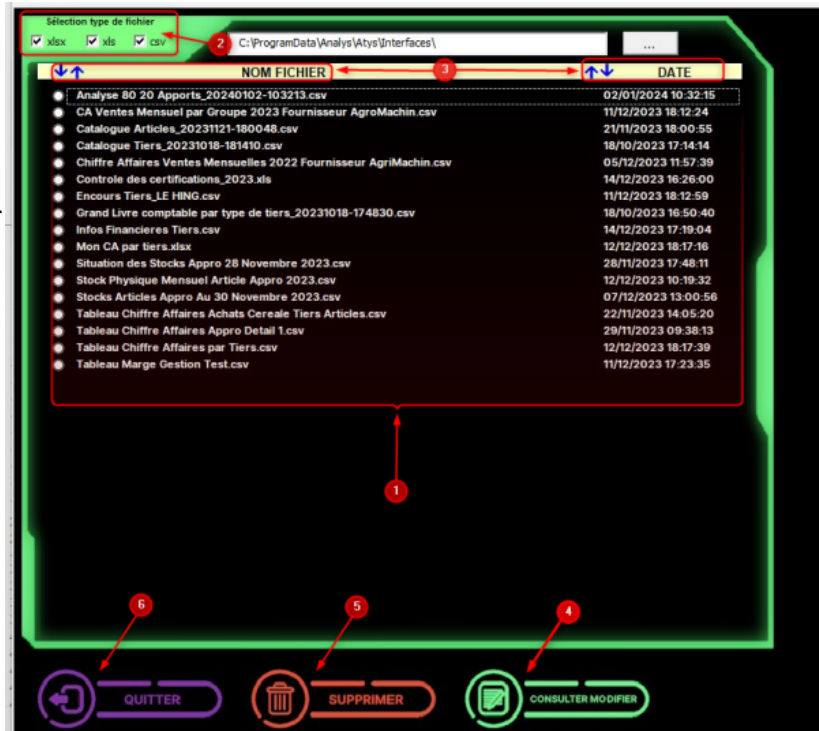 Sélection type de fichier
xlsx xls csv 2 C:\ProgramData\Analys\Atys\Interfaces\ ...
NOM FICHIER 3 DATE
Analyse 80 20 Apports_20240102-103213.csv 02/01/2024 10:32:15
CA Ventes Mensuel par Groupe 2023 Fournisseur AgroMachin.csv 11/12/2023 18:12:24
Catalogue Articles_20231121-180048.csv 21/11/2023 18:00:55
Catalogue Tiers_20231018-181410.csv 18/10/2023 17:14:14
Chiffre Affaires Ventes Mensuelles 2022 Fournisseur AgriMachin.csv 05/12/2023 11:57:39
Controle des certifications_2023.xls 14/12/2023 16:26:00
Encours Tiers_LE HING.csv 11/12/2023 18:12:59
Grand Livre comptable par type de tiers_20231018-174830.csv 18/10/2023 16:50:40
Infos Financieres Tiers.csv 14/12/2023 17:19:04
Mon CA par tiers.xlsx 12/12/2023 18:17:16
Situation des Stocks Appro 28 Novembre 2023.csv 28/11/2023 17:48:11
Stock Physique Mensuel Article Appro 2023.csv 12/12/2023 10:19:32
Stocks Articles Appro Au 30 Novembre 2023.csv 07/12/2023 13:00:56
Tableau Chiffre Affaires Achats Cereale Tiers Articles.csv 22/11/2023 14:05:20
Tableau Chiffre Affaires Appro Detail 1.csv 29/11/2023 09:38:13
Tableau Chiffre Affaires par Tiers.csv 12/12/2023 18:17:39
Tableau Marge Gestion Test.csv 11/12/2023 17:23:35
1
6 5 4
QUITTER SUPPRIMER CONSULTER MODIFIER